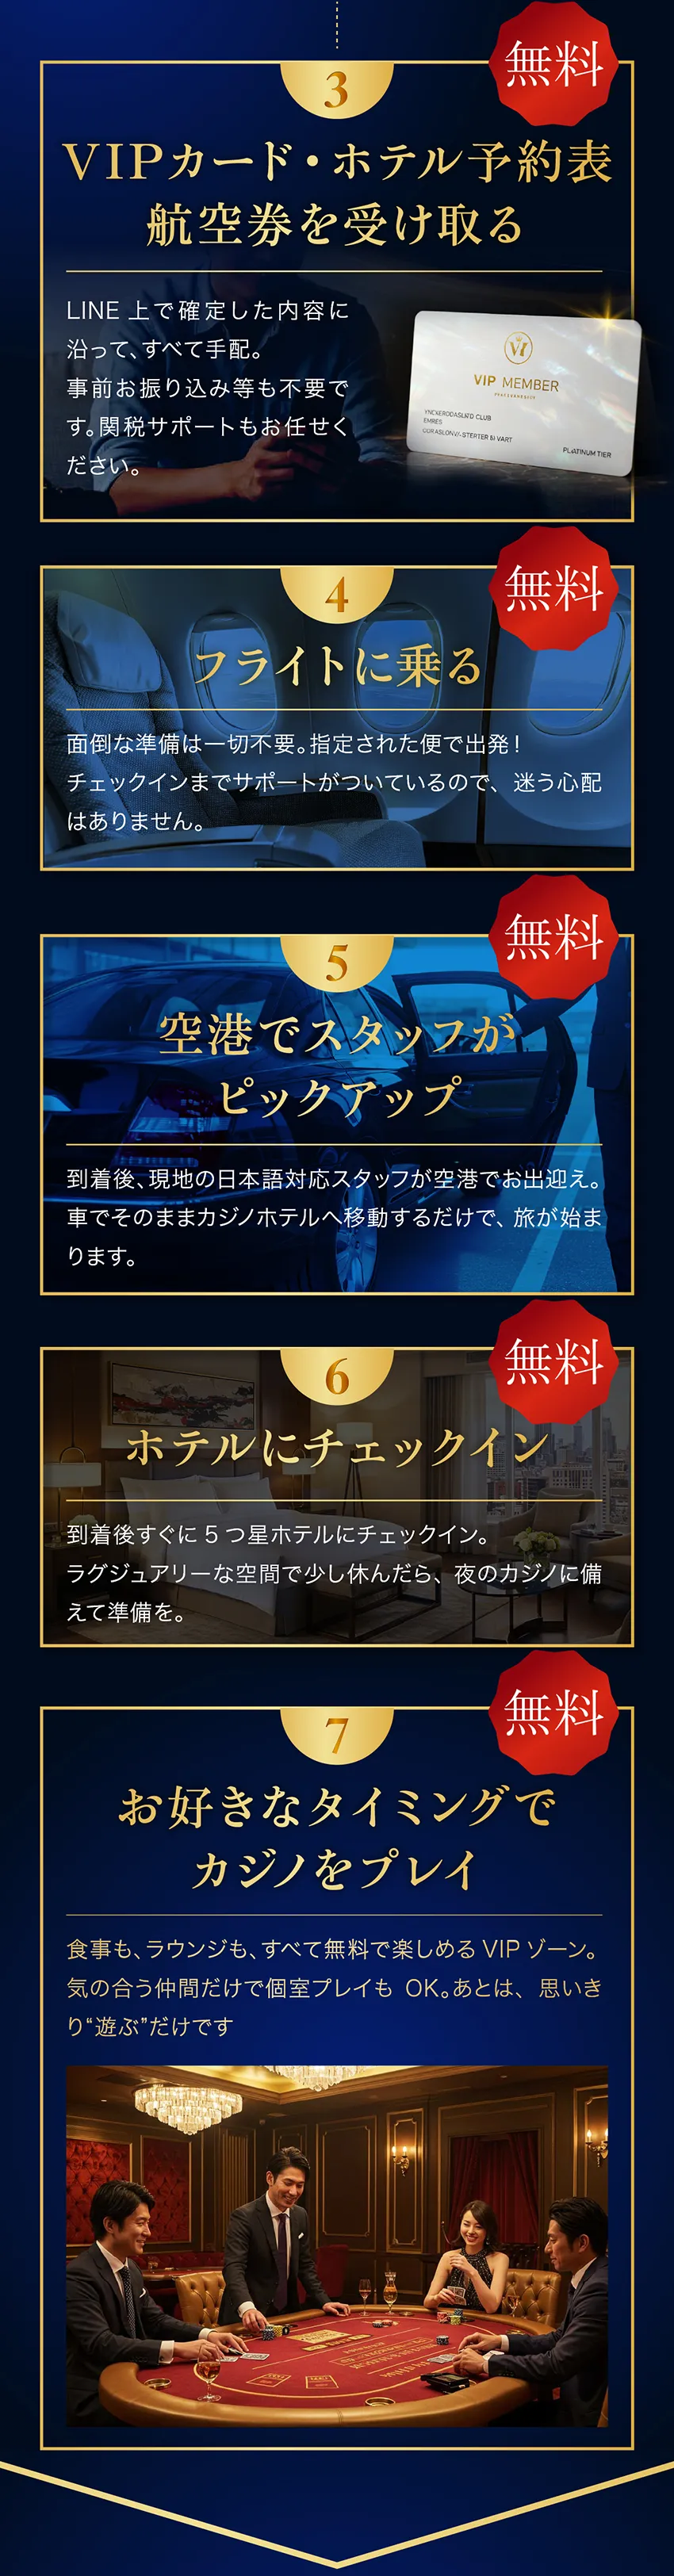 無料
3
VIPカード・ホテル予約表
航空券を受け取る
LINE 上で確定した内容に
沿って、すべて手配。
事前お振り込み等も不要で
す。関税サポートもお任せく
ださい。
VIP MEMBER
PLATINUM TIER
無料
4
フライトに乗る
面倒な準備は一切不要。指定された便で出発！
チェックインまでサポートがついているので、迷う心配
はありません。
無料
5
空港でスタッフが
ピックアップ
到着後、現地の日本語対応スタッフが空港でお出迎え。
車でそのままカジノホテルへ移動するだけで、旅が始ま
ります。
無料
6
ホテルにチェックイン
到着後すぐに 5 つ星ホテルにチェックイン。
ラグジュアリーな空間で少し休んだら、夜のカジノに備
えて準備を。
無料
7
お好きなタイミングで
カジノをプレイ
食事も、ラウンジも、すべて無料で楽しめる VIP ゾーン。
気の合う仲間だけで個室プレイも OK。あとは、思いき
り“遊ぶ”だけです